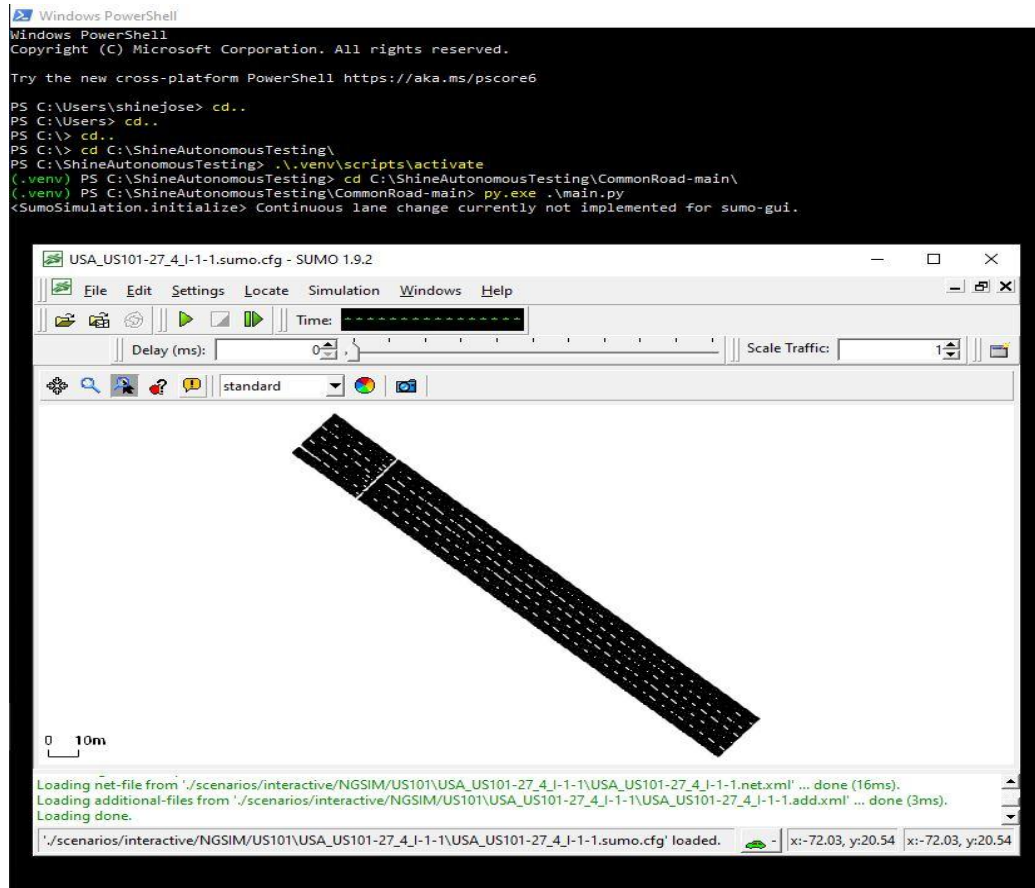 Windows PowerShell
Windows PowerShell
Copyright (C) Microsoft Corporation. All rights reserved.
Try the new cross-platform PowerShell https://aka.ms/pscore6
PS C:\Users\shinejose> cd..
PS C:\Users> cd..
PS C:\> cd..
PS C:\> cd C:\ShineAutonomousTesting\
PS C:\ShineAutonomousTesting> .\.venv\scripts\activate
(.venv) PS C:\ShineAutonomousTesting> cd C:\ShineAutonomousTesting\CommonRoad-main\
(.venv) PS C:\ShineAutonomousTesting\CommonRoad-main> py.exe .\main.py
<SumoSimulation.initialize> Continuous lane change currently not implemented for sumo-gui.
USA_US101-27_4_I-1-1.sumo.cfg - SUMO 1.9.2
File Edit Settings Locate Simulation Windows Help
Time:
Delay (ms): 0 Scale Traffic: 1
standard
0 10m
Loading net-file from './scenarios/interactive/NGSIM/US101\USA_US101-27_4_I-1-1\USA_US101-27_4_I-1-1.net.xml' ... done (16ms).
Loading additional-files from './scenarios/interactive/NGSIM/US101\USA_US101-27_4_I-1-1\USA_US101-27_4_I-1-1.add.xml' ... done (3ms).
Loading done.
'./scenarios/interactive/NGSIM/US101\USA_US101-27_4_I-1-1\USA_US101-27_4_I-1-1.sumo.cfg' loaded. - x:-72.03, y:20.54 x:-72.03, y:20.54